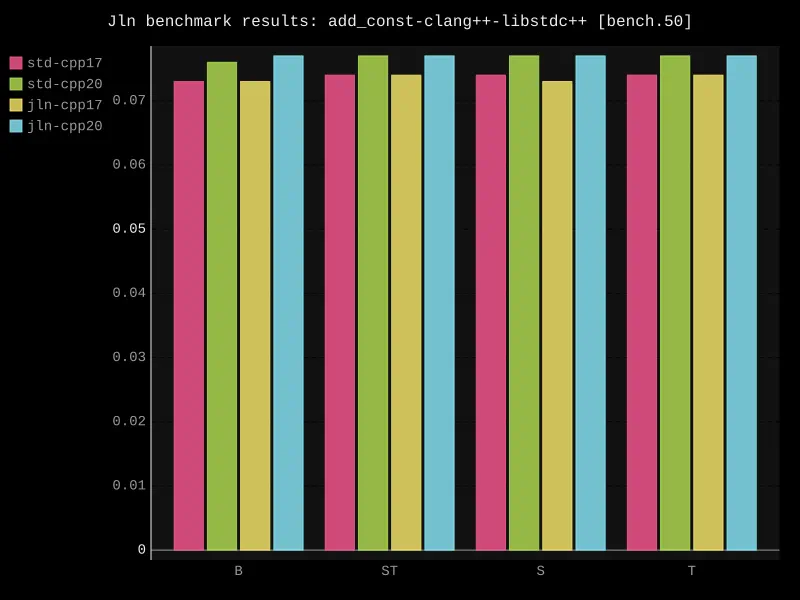 Jln benchmark results: add_const-clang++-libstdc++ [bench.50]
std-cpp17
std-cpp20
jln-cpp17
jln-cpp20
0.07
0.06
0.05
0.04
0.03
0.02
0.01
0
B ST S T